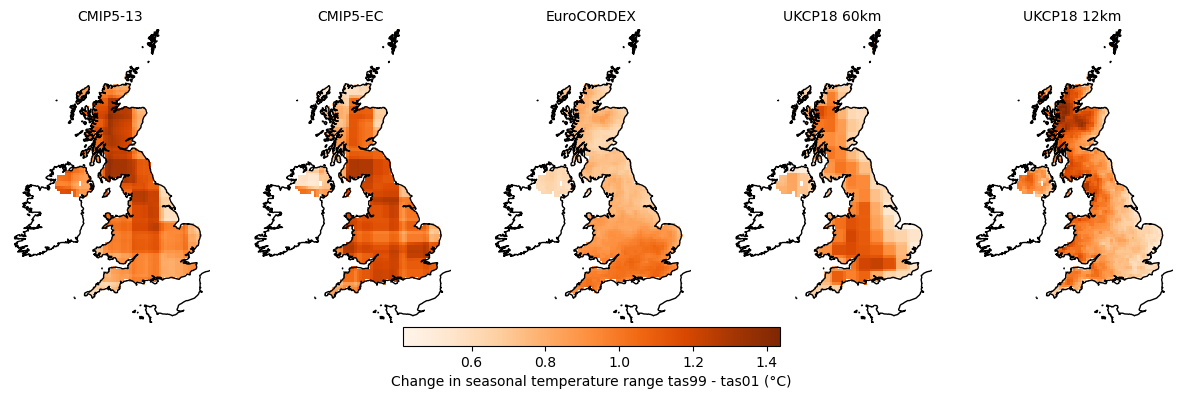 CMIP5-13 CMIP5-EC EuroCORDEX UKCP18 60km UKCP18 12km
0.6 0.8 1.0 1.2 1.4
Change in seasonal temperature range tas99 - tas01 (°C)